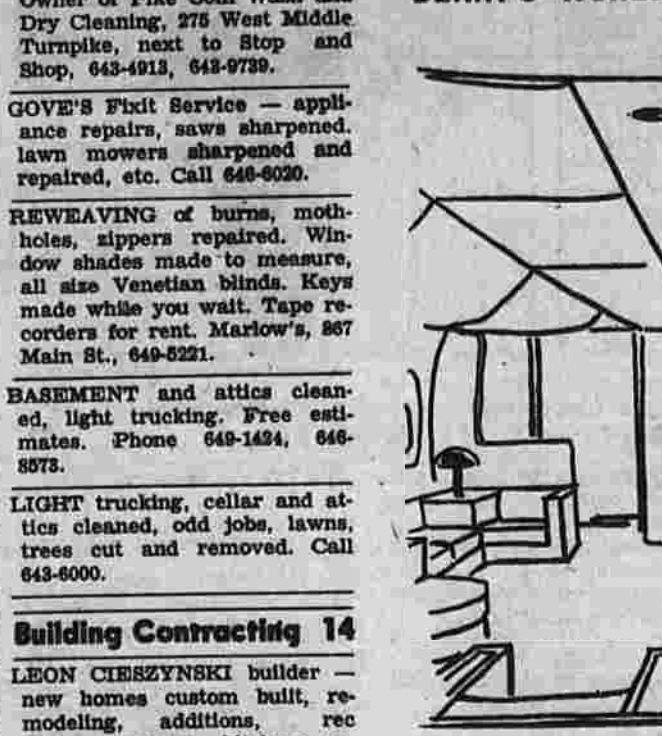 Dry Cleaning, 275 West Middle
Turnpike, next to Stop and
Shop, 643-4913, 643-9739.
GOVE'S Fixit Service — appli-
ance repairs, saws sharpened.
lawn mowers sharpened and
repaired, etc. Call 646-6020.
REWEAVING of burns, moth-
holes, zippers repaired. Win-
dow shades made to measure,
all size Venetian blinds. Keys
made while you wait. Tape re-
corders for rent. Marlow's, 867
Main St., 649-5221.
BASEMENT and attics clean-
ed, light trucking. Free esti-
mates. Phone 649-1424, 646-
8573.
LIGHT trucking, cellar and at-
tics cleaned, odd jobs, lawns,
trees cut and removed. Call
643-6000.
Building Contracting 14
LEON CIESZYNSKI builder —
new homes custom built, re-
modeling, additions, rec